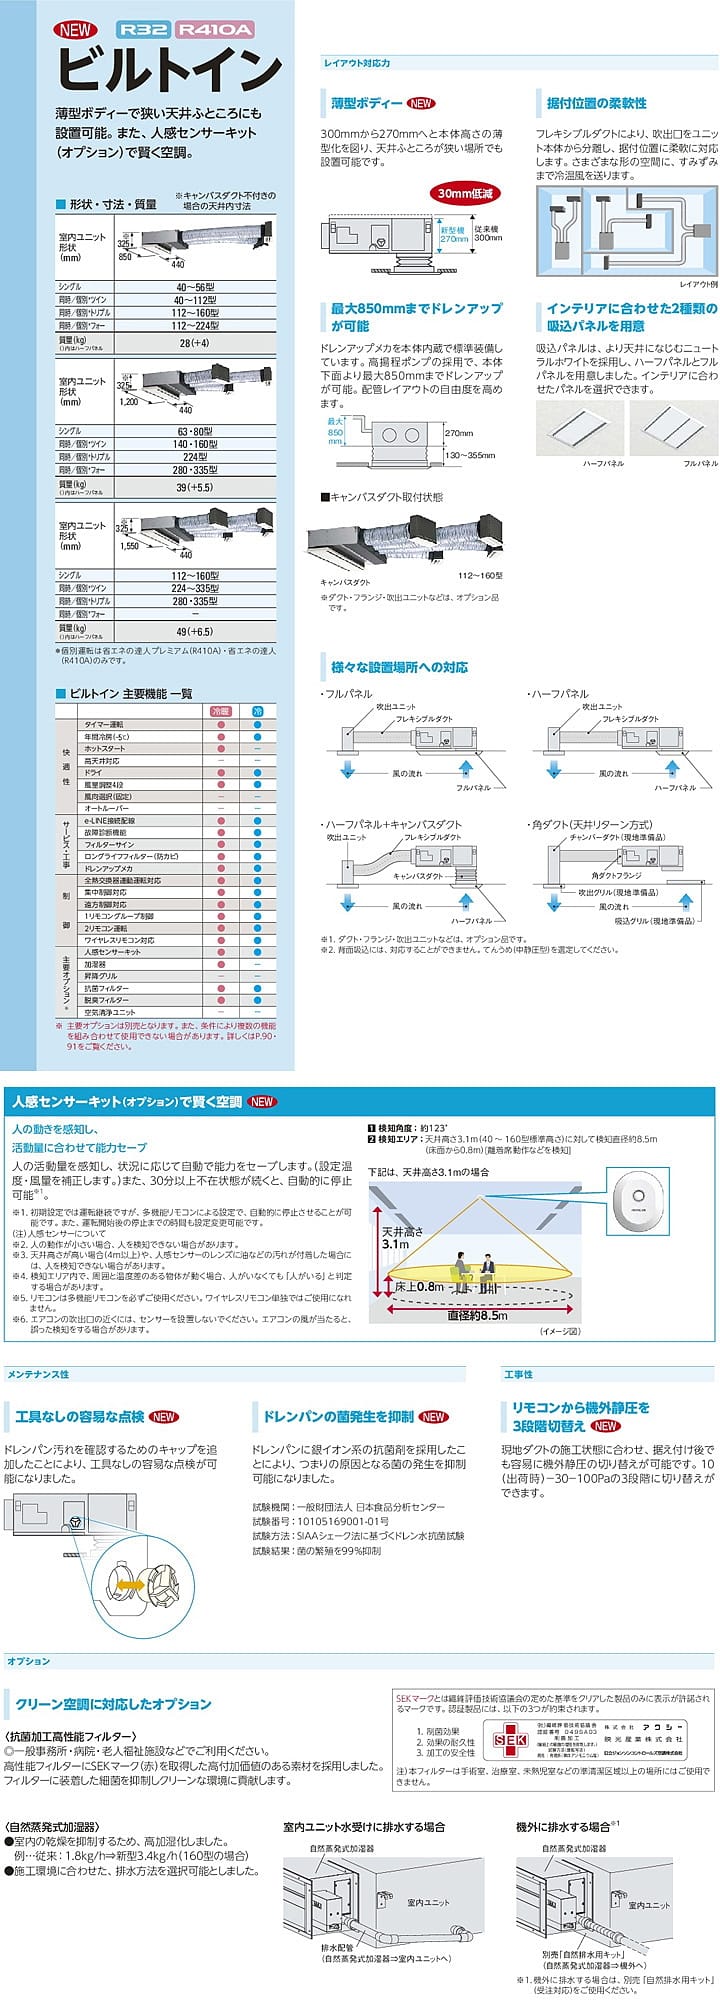 NEW R32 R410A
ビルトイン
薄型ボディーで狭い天井ふところにも
設置可能。また、人感センサーキット
(オプション)で賢く空調。
■ 形状・寸法・質量
※キャンバスダクト不付きの
場合の天井内寸法
室内ユニット
形状
(mm)
※
325
850
440
シングル 40～56型
同時/個別・ツイン 40～112型
同時/個別・トリプル 112～160型
同時/個別・フォー 112～224型
質量(kg) 28(+4)
( )内はハーフパネル
室内ユニット
形状
(mm)
※
325
1,200
440
シングル 63・80型
同時/個別・ツイン 140・160型
同時/個別・トリプル 224型
同時/個別・フォー 280・335型
質量(kg) 39(+5.5)
( )内はハーフパネル
室内ユニット
形状
(mm)
※
325
1,550
440
シングル 112～160型
同時/個別・ツイン 224～335型
同時/個別・トリプル 280・335型
同時/個別・フォー －
質量(kg) 49(+6.5)
( )内はハーフパネル
※個別運転は省エネの達人プレミアム(R410A)・省エネの達人
(R410A)のみです。
■ ビルトイン 主要機能 一覧
冷暖 冷
快適性
タイマー運転 ● ●
年間冷房(-5℃) ● ●
ホットスタート ● －
高天井対応 － －
ドライ ● ●
風量調整4段 ● ●
風向選択(固定) － －
オートルーバー － －
サービス・工事
e-LINE接続配線 ● ●
故障診断機能 ● ●
フィルターサイン ● ●
ロングライフフィルター(防カビ) ● ●
ドレンアップメカ ● ●
制御
全熱交換器連動運転対応 ● ●
集中制御対応 ● ●
遠方制御対応 ● ●
1リモコングループ制御 ● ●
2リモコン運転 ● ●
ワイヤレスリモコン対応 ● ●
主要オプション※
人感センサーキット ● ●
加湿器 ● －
昇降グリル － －
抗菌フィルター ● ●
脱臭フィルター ● ●
空気清浄ユニット － －
※ 主要オプションは別売となります。また、条件により複数の機能
を組み合わせて使用できない場合があります。詳しくはP.90・
91をご覧ください。
レイアウト対応力
薄型ボディー NEW
300mmから270mmへと本体高さの薄
型化を図り、天井ふところが狭い場所でも
設置可能です。
30mm低減
新型機
270mm
従来機
300mm
据付位置の柔軟性
フレキシブルダクトにより、吹出口をユニッ
ト本体から分離し、据付位置に柔軟に対応
します。さまざまな形の空間に、すみずみ
まで冷温風を送ります。
レイアウト例
最大850mmまでドレンアップ
が可能
ドレンアップメカを本体内蔵で標準装備し
ています。高揚程ポンプの採用で、本体
下面より最大850mmまでドレンアップ
が可能。配管レイアウトの自由度を高め
ます。
最大
850
mm
270mm
130～355mm
インテリアに合わせた2種類の
吸込パネルを用意
吸込パネルは、より天井になじむニュート
ラルホワイトを採用し、ハーフパネルとフル
パネルを用意しました。インテリアに合わ
せたパネルを選択できます。
ハーフパネル
フルパネル
■キャンバスダクト取付状態
キャンバスダクト
112～160型
※ダクト・フランジ・吹出ユニットなどは、オプション品
です。
様々な設置場所への対応
・フルパネル
吹出ユニット
フレキシブルダクト
風の流れ
フルパネル
・ハーフパネル
吹出ユニット
フレキシブルダクト
風の流れ
ハーフパネル
・ハーフパネル＋キャンバスダクト
吹出ユニット
フレキシブルダクト
キャンバスダクト
風の流れ
ハーフパネル
・角ダクト(天井リターン方式)
チャンバーダクト(現地準備品)
角ダクトフランジ
吹出グリル(現地準備品)
風の流れ
吸込グリル(現地準備品)
※1. ダクト・フランジ・吹出ユニットなどは、オプション品です。
※2. 背面吸込には、対応することができません。てんうめ(中静圧型)を選定してください。
人感センサーキット(オプション)で賢く空調 NEW
人の動きを感知し、
活動量に合わせて能力セーブ
人の活動量を感知し、状況に応じて自動で能力をセーブします。(設定温
度・風量を補正します。)また、30分以上不在状態が続くと、自動的に停止
可能※1。
※1. 初期設定では運転継続ですが、多機能リモコンによる設定で、自動的に停止させることが可
能です。また、運転開始後の停止までの時間も設定変更可能です。
(注)人感センサーについて
※2. 人の動作が小さい場合、人を検知できない場合があります。
※3. 天井高さが高い場合(4m以上)や、人感センサーのレンズに油などの汚れが付着した場合に
は、人を検知できない場合があります。
※4. 検知エリア内で、周囲と温度差のある物体が動く場合、人がいなくても「人がいる」と判定
する場合があります。
※5. リモコンは多機能リモコンを必ずご使用ください。ワイヤレスリモコン単独ではご使用になれ
ません。
※6. エアコンの吹出口の近くには、センサーを設置しないでください。エアコンの風が当たると、
誤った検知をする場合があります。
1 検知角度：約123°
2 検知エリア：天井高さ3.1m(40～160型標準高さ)に対して検知直径約8.5m
(床面から0.8m)[離着席動作などを検知]
下記は、天井高さ3.1mの場合
天井高さ
3.1m
床上0.8m
直径約8.5m
(イメージ図)
メンテナンス性
工具なしの容易な点検 NEW
ドレンパン汚れを確認するためのキャップを追
加したことにより、工具なしの容易な点検が可
能になりました。
ドレンパンの菌発生を抑制 NEW
ドレンパンに銀イオン系の抗菌剤を採用したこ
とにより、つまりの原因となる菌の発生を抑制
可能になりました。
試験機関：一般財団法人 日本食品分析センター
試験番号：10105169001-01号
試験方法：SIAAシェーク法に基づくドレン水抗菌試験
試験結果：菌の繁殖を99%抑制
工事性
リモコンから機外静圧を
3段階切替え NEW
現地ダクトの施工状態に合わせ、据え付け後で
も容易に機外静圧の切り替えが可能です。10
(出荷時)－30－100Paの3段階に切り替えが
できます。
オプション
クリーン空調に対応したオプション
〈抗菌加工高性能フィルター〉
◎一般事務所・病院・老人福祉施設などでご利用ください。
高性能フィルターにSEKマーク(赤)を取得した高付加価値のある素材を採用しました。
フィルターに装着した細菌を抑制しクリーンな環境に貢献します。
SEKマークとは繊維評価技術協議会の定めた基準をクリアした製品のみに表示が許諾され
るマークです。認証製品には、以下の3つが約束されます。
1. 制菌効果
2. 効果の耐久性
3. 加工の安全性
SEK
(社)繊維評価技術協議会
認証番号 049SA03
制菌加工
株式会社 アクシー
映光産業株式会社
日立ジョンソンコントロールズ空調株式会社
注)本フィルターは手術室、治療室、未熟児室などの準清潔区域以上の場所にはご使用で
きません。
〈自然蒸発式加湿器〉
●室内の乾燥を抑制するため、高加湿化しました。
例…従来：1.8kg/h⇒新型3.4kg/h(160型の場合)
●施工環境に合わせた、排水方法を選択可能としました。
室内ユニット水受けに排水する場合
自然蒸発式加湿器
室内ユニット
排水配管
(自然蒸発式加湿器⇒室内ユニットへ)
機外に排水する場合※1
自然蒸発式加湿器
室内ユニット
別売「自然排水用キット」
(自然蒸発式加湿器⇒機外へ)
※1.機外に排水する場合は、別売「自然排水用キット」
(受注対応)をご使用ください。